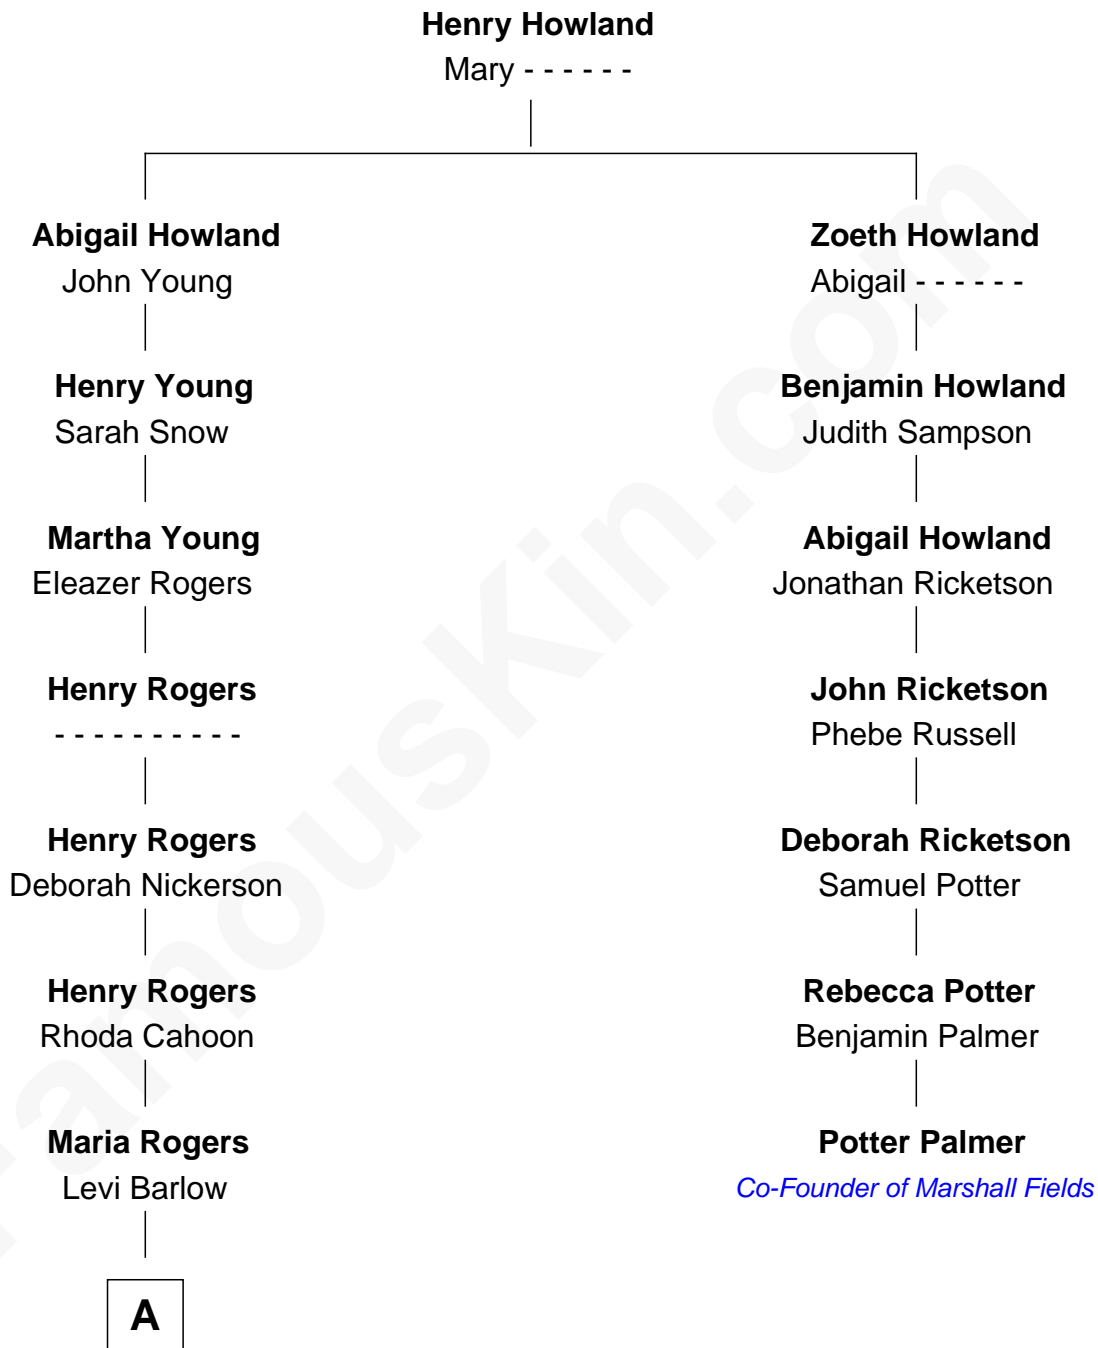 Henry Howland
Mary - - - - - -
Abigail Howland
John Young
Zoeth Howland
Abigail - - - - - -
Henry Young
Sarah Snow
Benjamin Howland
Judith Sampson
Martha Young
Eleazer Rogers
Abigail Howland
Jonathan Ricketson
Henry Rogers
- - - - - - - - - -
John Ricketson
Phebe Russell
Henry Rogers
Deborah Nickerson
Deborah Ricketson
Samuel Potter
Henry Rogers
Rhoda Cahoon
Rebecca Potter
Benjamin Palmer
Maria Rogers
Levi Barlow
Potter Palmer
Co-Founder of Marshall Fields
A
FamousKin.com